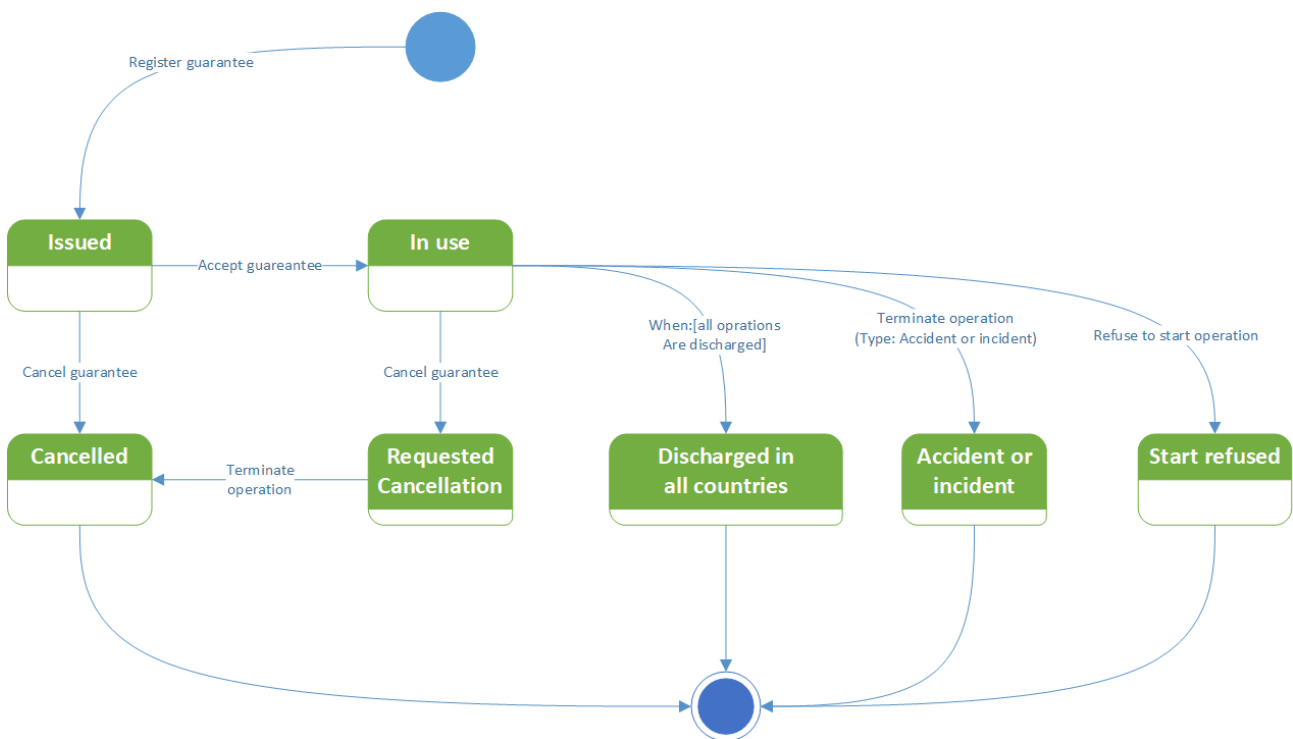 Register guarantee
Issued
In use
Accept guareantee
When:[all oprations
Are discharged]
Terminate operation
(Type: Accident or incident)
Refuse to start operation
Cancel guarantee
Cancel guarantee
Cancelled
Terminate
operation
Requested
Cancellation
Discharged in
all countries
Accident or
incident
Start refused